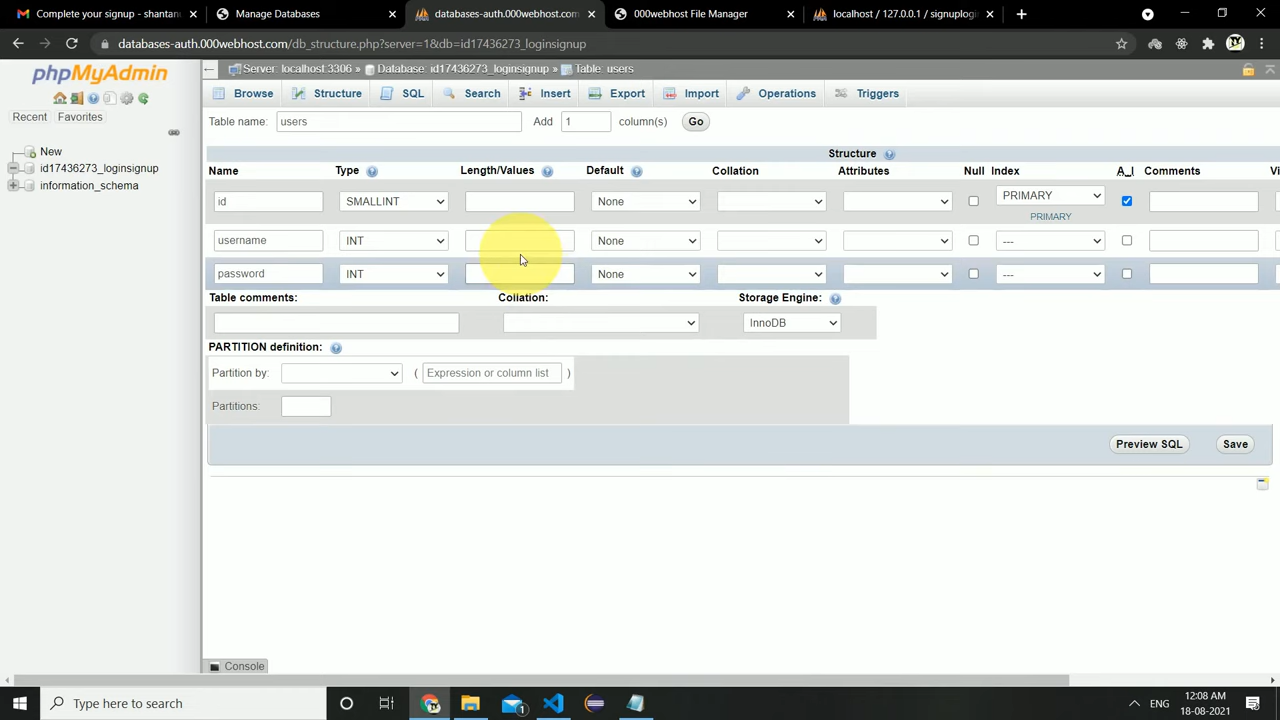 Complete your signup - shantanu
Manage Databases
databases-auth.000webhost.com
000webhost File Manager
localhost / 127.0.0.1 / signuplogin
databases-auth.000webhost.com/db_structure.php?server=1&db=id17436273_loginsignup
phpMyAdmin
Recent Favorites
New
id17436273_loginsignup
information_schema
Server: localhost:3306 » Database: id17436273_loginsignup » Table: users
Browse Structure SQL Search Insert Export Import Operations Triggers
Table name: users Add 1 column(s) Go
Structure
Name Type Length/Values Default Collation Attributes Null Index A_I Comments Vi
id SMALLINT None PRIMARY
PRIMARY
username INT None ---
password INT None ---
Table comments: Collation: Storage Engine:
InnoDB
PARTITION definition:
Partition by: ( Expression or column list )
Partitions:
Preview SQL Save
Console
Type here to search
1
ENG
12:08 AM
18-08-2021